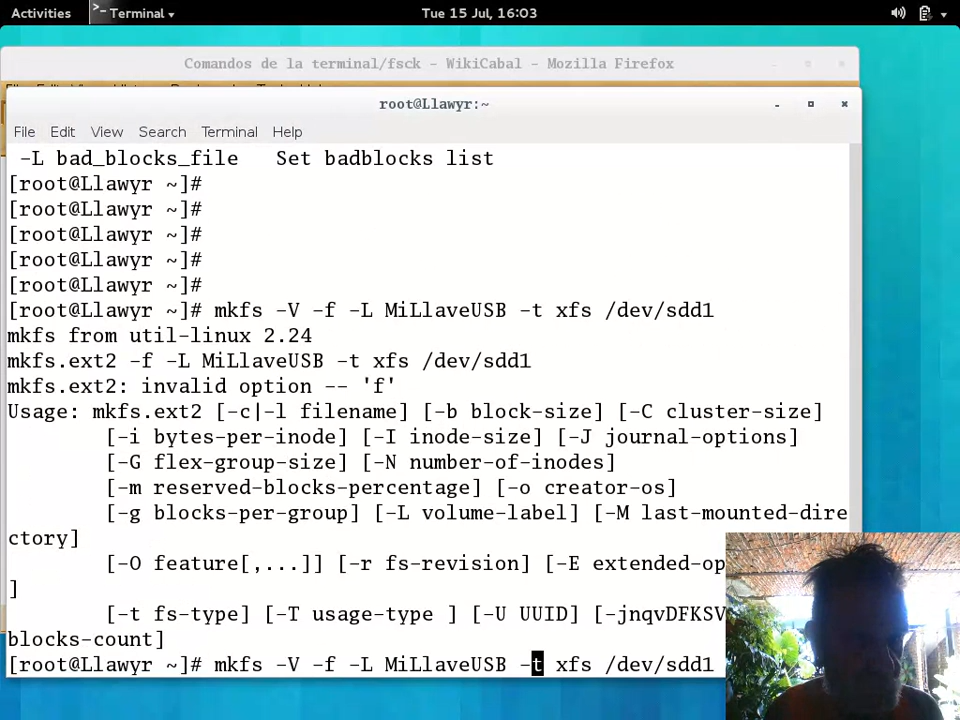 Activities
Terminal
Tue 15 Jul, 16:03
Comandos de la terminal/fsck - WikiCabal - Mozilla Firefox
root@Llawyr:~
File Edit View Search Terminal Help
-L bad_blocks_file Set badblocks list
[root@Llawyr ~]#
[root@Llawyr ~]#
[root@Llawyr ~]#
[root@Llawyr ~]#
[root@Llawyr ~]#
[root@Llawyr ~]# mkfs -V -f -L MiLlaveUSB -t xfs /dev/sdd1
mkfs from util-linux 2.24
mkfs.ext2 -f -L MiLlaveUSB -t xfs /dev/sdd1
mkfs.ext2: invalid option -- 'f'
Usage: mkfs.ext2 [-c|-l filename] [-b block-size] [-C cluster-size]
[-i bytes-per-inode] [-I inode-size] [-J journal-options]
[-G flex-group-size] [-N number-of-inodes]
[-m reserved-blocks-percentage] [-o creator-os]
[-g blocks-per-group] [-L volume-label] [-M last-mounted-dire
ctory]
[-O feature[,...]] [-r fs-revision] [-E extended-op
]
[-t fs-type] [-T usage-type ] [-U UUID] [-jnqvDFKSV
blocks-count]
[root@Llawyr ~]# mkfs -V -f -L MiLlaveUSB -t xfs /dev/sdd1